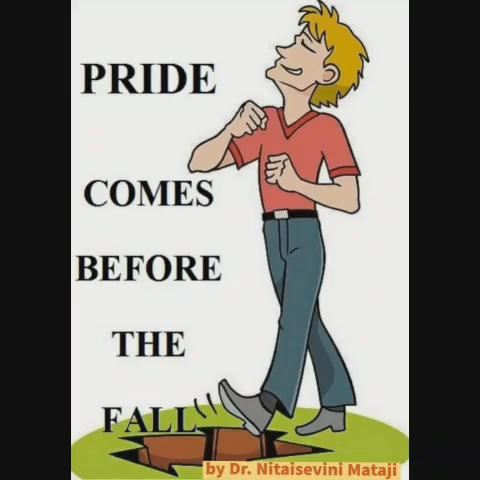 PRIDE
COMES
BEFORE
THE
FALL
by Dr. Nitaisevini Mataji